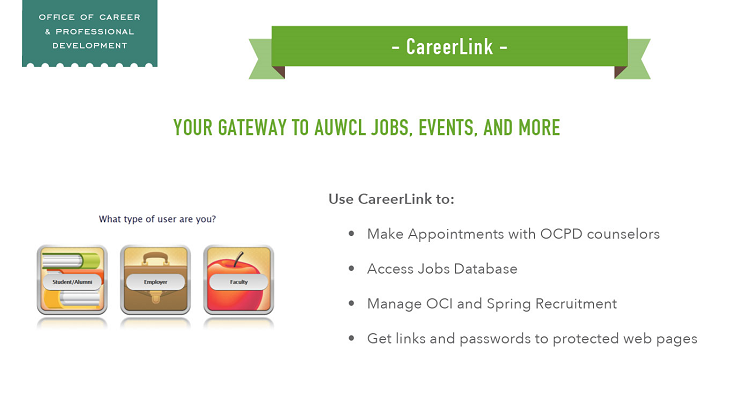 OFFICE OF CAREER
& PROFESSIONAL
DEVELOPMENT
- CareerLink -
YOUR GATEWAY TO AUWCL JOBS, EVENTS, AND MORE
What type of user are you?
Student/Alumni
Employer
Faculty
Use CareerLink to:
• Make Appointments with OCPD counselors
• Access Jobs Database
• Manage OCI and Spring Recruitment
• Get links and passwords to protected web pages